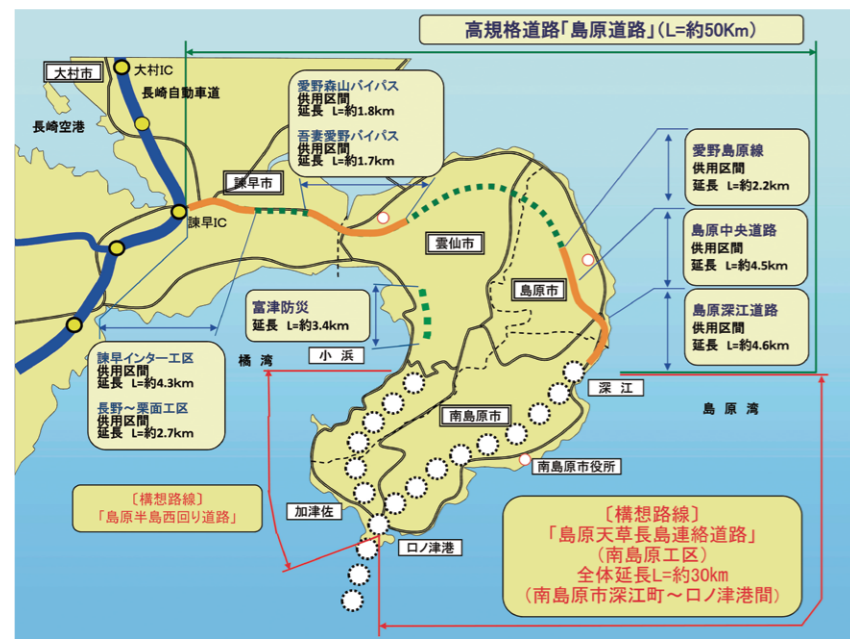 高規格道路「島原道路」(L=約50Km)
大村市
大村IC
長崎自動車道
長崎空港
愛野森山バイパス
供用区間
延長 L=約1.8km
吾妻愛野バイパス
供用区間
延長 L=約1.7km
愛野島原線
供用区間
延長 L=約2.2km
諫早市
諫早IC
雲仙市
島原中央道路
供用区間
延長 L=約4.5km
島原市
富津防災
延長 L=約3.4km
島原深江道路
供用区間
延長 L=約4.6km
小浜
橘湾
諫早インター工区
供用区間
延長 L=約4.3km
長野～栗面工区
供用区間
延長 L=約2.7km
深江
島原湾
南島原市
南島原市役所
〔構想路線〕
「島原半島西回り道路」
加津佐
口ノ津港
〔構想路線〕
「島原天草長島連絡道路」
(南島原工区)
全体延長L=約30km
(南島原市深江町～口ノ津港間)